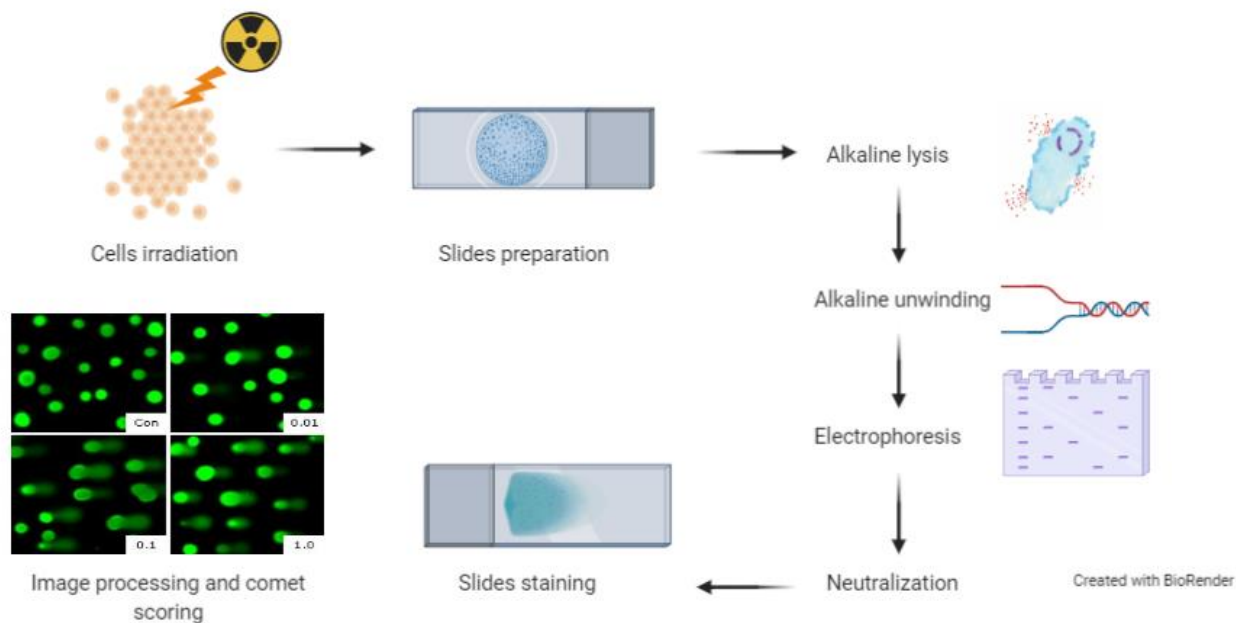 Cells irradiation
Slides preparation
Alkaline lysis
Alkaline unwinding
Electrophoresis
Neutralization
Created with BioRender
Slides staining
Con
0.01
0.1
1.0
Image processing and comet
scoring